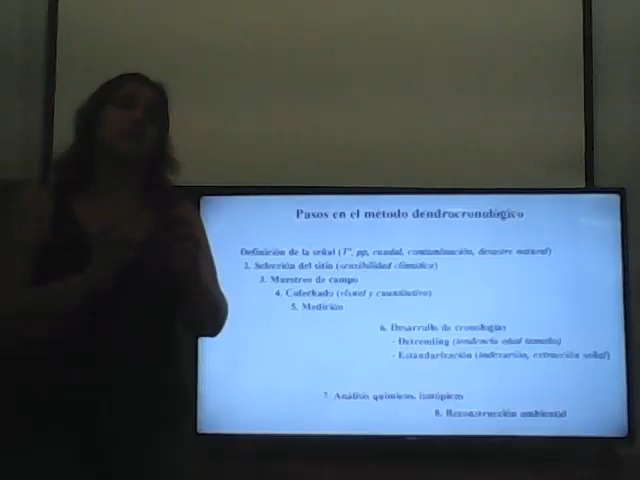 Pasos en el método dendrocronológico
Definición de la señal (Tº, pp, caudal, contaminación, desastre natural)
2. Selección del sitio (sensibilidad climática)
3. Muestreo de campo
4. Cofechado (visual y cuantitativo)
5. Medición
6. Desarrollo de cronologías
- Detrending (tendencia edad tamaño)
- Estandarización (indexación, extracción señal)
7. Análisis químicos, isotópicos
8. Reconstrucción ambiental